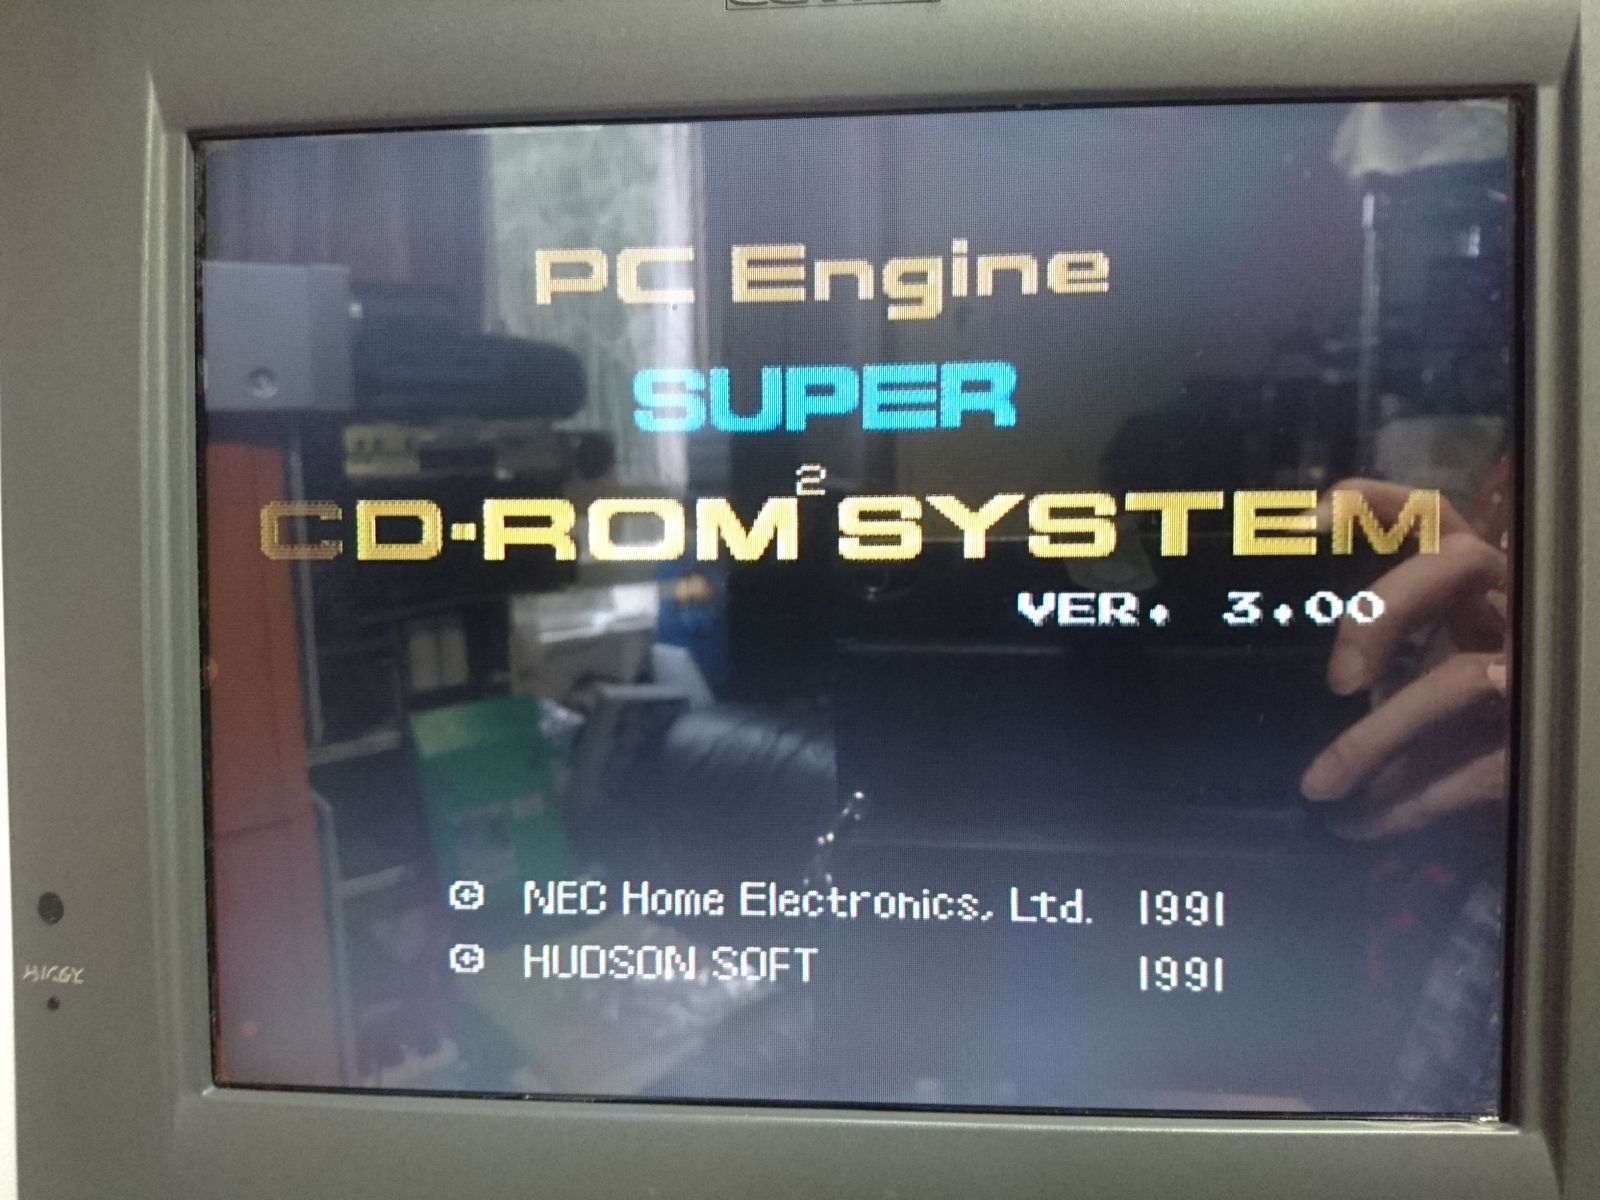 PC Engine
SUPER
CD-ROM² SYSTEM
VER. 3.00
© NEC Home Electronics, Ltd. 1991
© HUDSON SOFT 1991